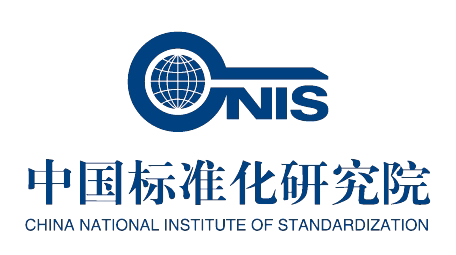 CNIS
中国标准化研究院
CHINA NATIONAL INSTITUTE OF STANDARDIZATION